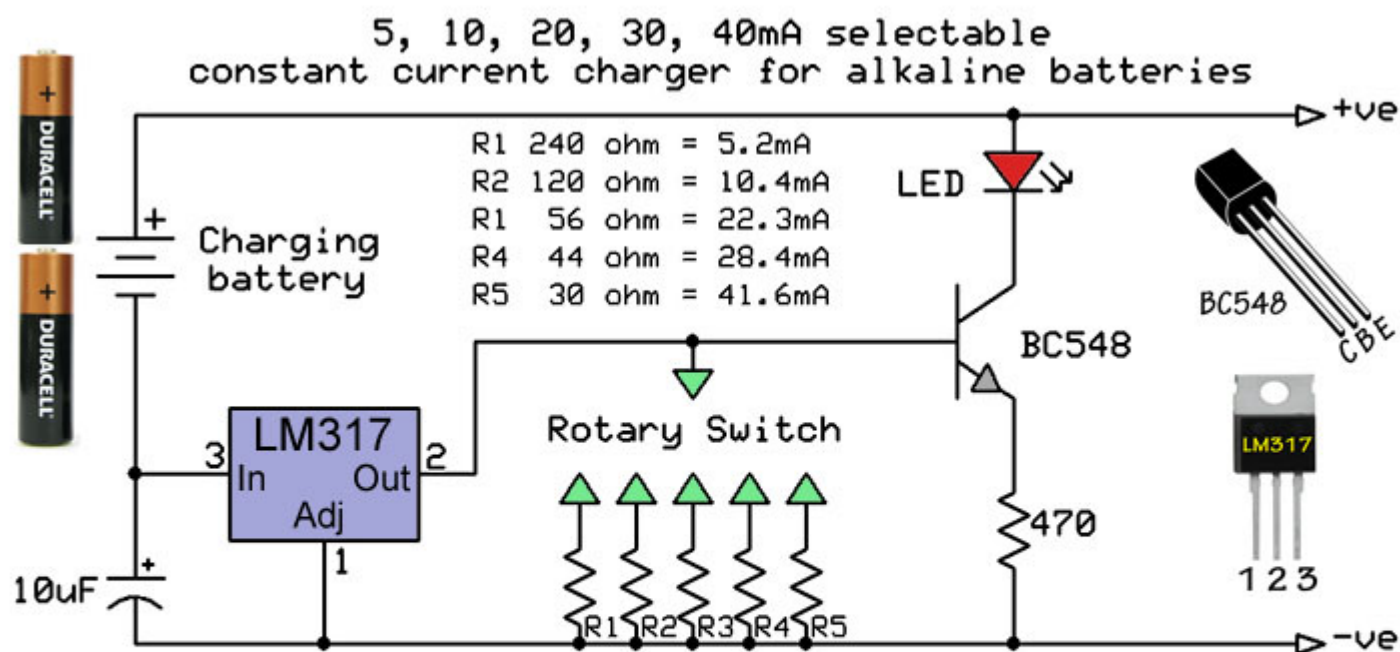 5, 10, 20, 30, 40mA selectable
constant current charger for alkaline batteries
+
DURACELL
+
DURACELL
+ve
R1 240 ohm = 5.2mA
R2 120 ohm = 10.4mA
R1 56 ohm = 22.3mA
R4 44 ohm = 28.4mA
R5 30 ohm = 41.6mA
LED
+
Charging
battery
BC548
CBE
BC548
LM317
3
In
Out
2
Adj
1
Rotary Switch
LM317
1 2 3
470
+
10uF
R1
R2
R3
R4
R5
-ve